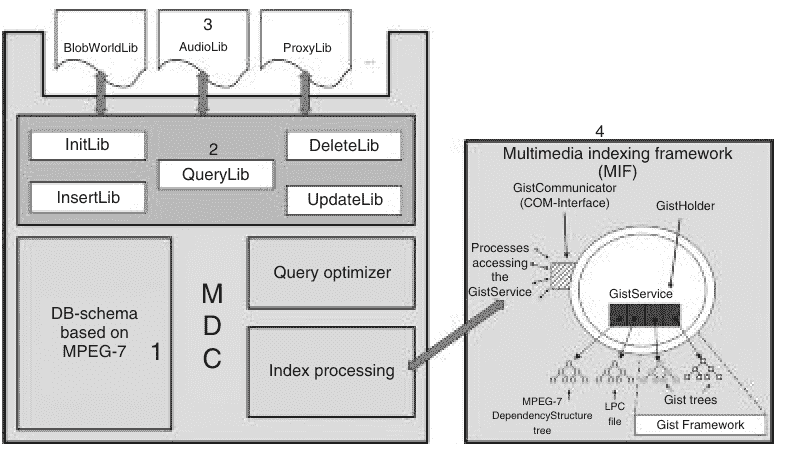 3
BlobWorldLib
AudioLib
ProxyLib
InitLib
2
DeleteLib
QueryLib
InsertLib
UpdateLib
DB-schema
based on
MPEG-7
1
M
D
C
Query optimizer
Index processing
4
Multimedia indexing framework
(MIF)
GistCommunicator
(COM-Interface)
GistHolder
Processes
accessing
the
GistService
GistService
MPEG-7
DependencyStructure
tree
LPC
file
Gist trees
Gist Framework